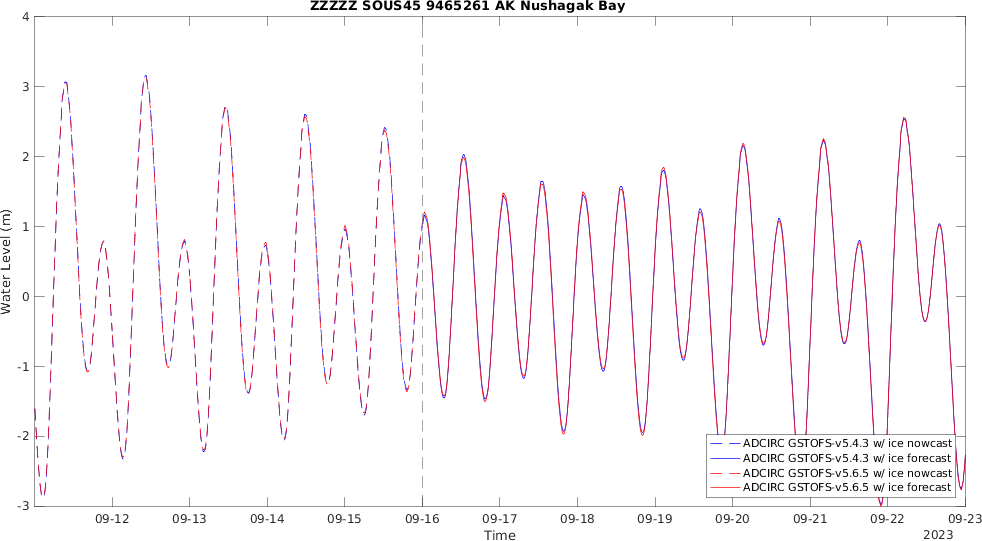 ZZZZZ SOUS45 9465261 AK Nushagak Bay
4
3
2
1
0
-1
-2
-3
Water Level (m)
ADCIRC GSTOFS-v5.4.3 w/ ice nowcast
ADCIRC GSTOFS-v5.4.3 w/ ice forecast
ADCIRC GSTOFS-v5.6.5 w/ ice nowcast
ADCIRC GSTOFS-v5.6.5 w/ ice forecast
09-12 09-13 09-14 09-15 09-16 09-17 09-18 09-19 09-20 09-21 09-22 09-23
Time
2023